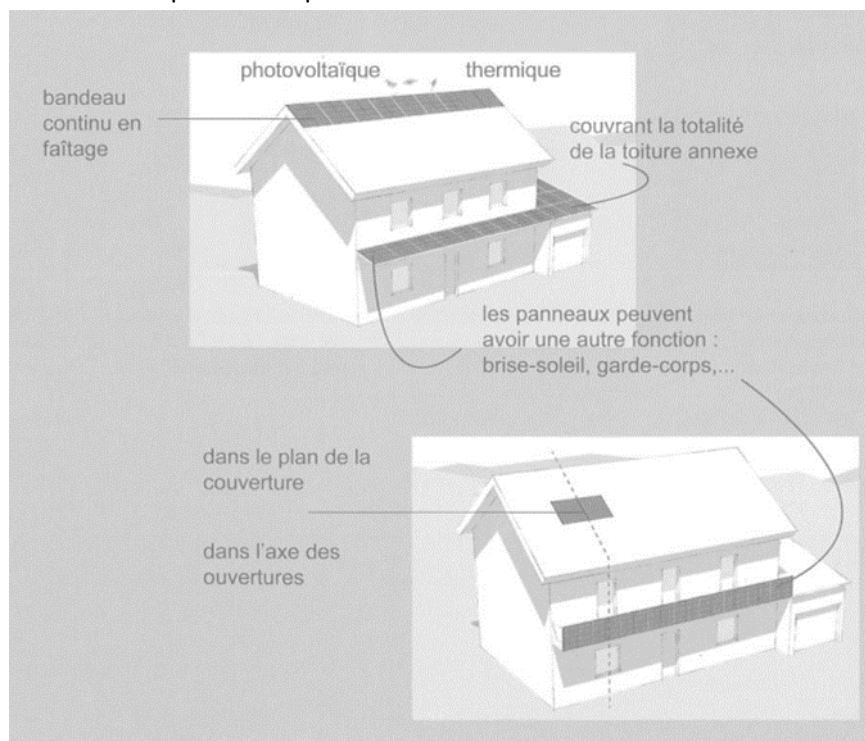 photovoltaïque thermique
bandeau
continu en
faîtage
couvrant la totalité
de la toiture annexe
les panneaux peuvent
avoir une autre fonction :
brise-soleil, garde-corps,...
dans le plan de la
couverture
dans l'axe des
ouvertures